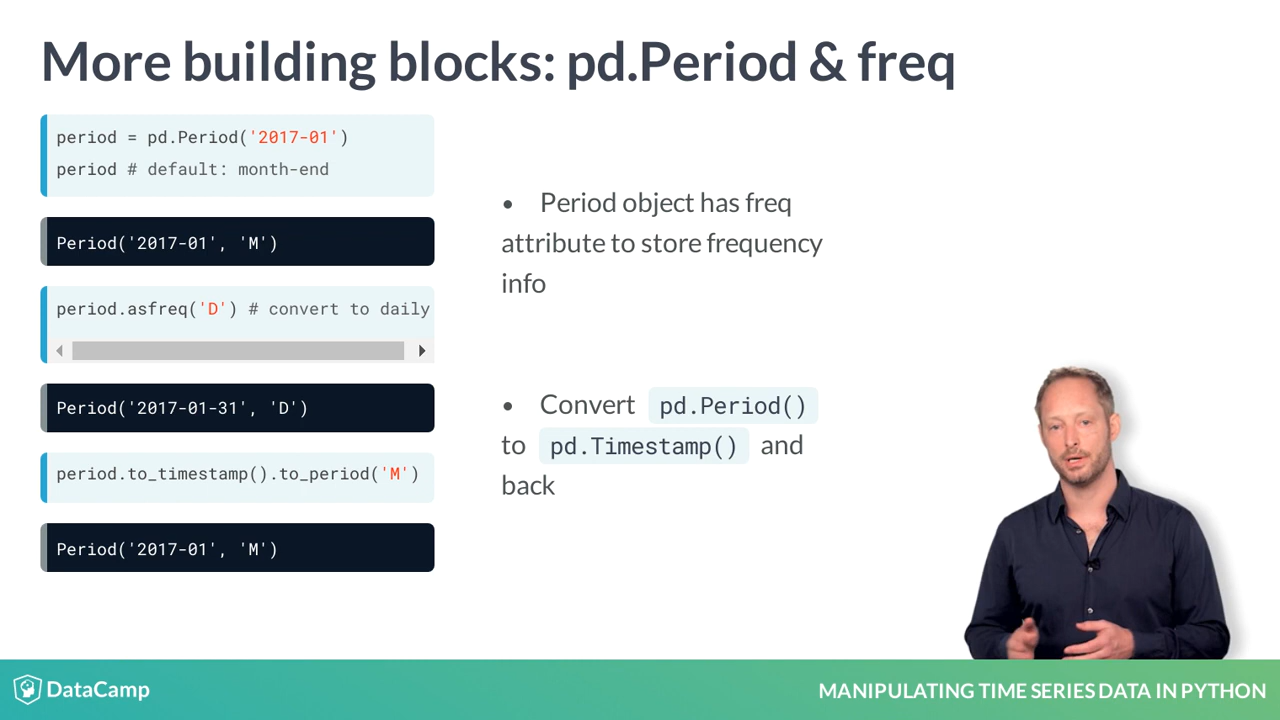 More building blocks: pd.Period & freq
period = pd.Period('2017-01')
period # default: month-end
Period('2017-01', 'M')
period.asfreq('D') # convert to daily
Period('2017-01-31', 'D')
period.to_timestamp().to_period('M')
Period('2017-01', 'M')
• Period object has freq
attribute to store frequency
info
• Convert pd.Period()
to pd.Timestamp() and
back
DataCamp
MANIPULATING TIME SERIES DATA IN PYTHON